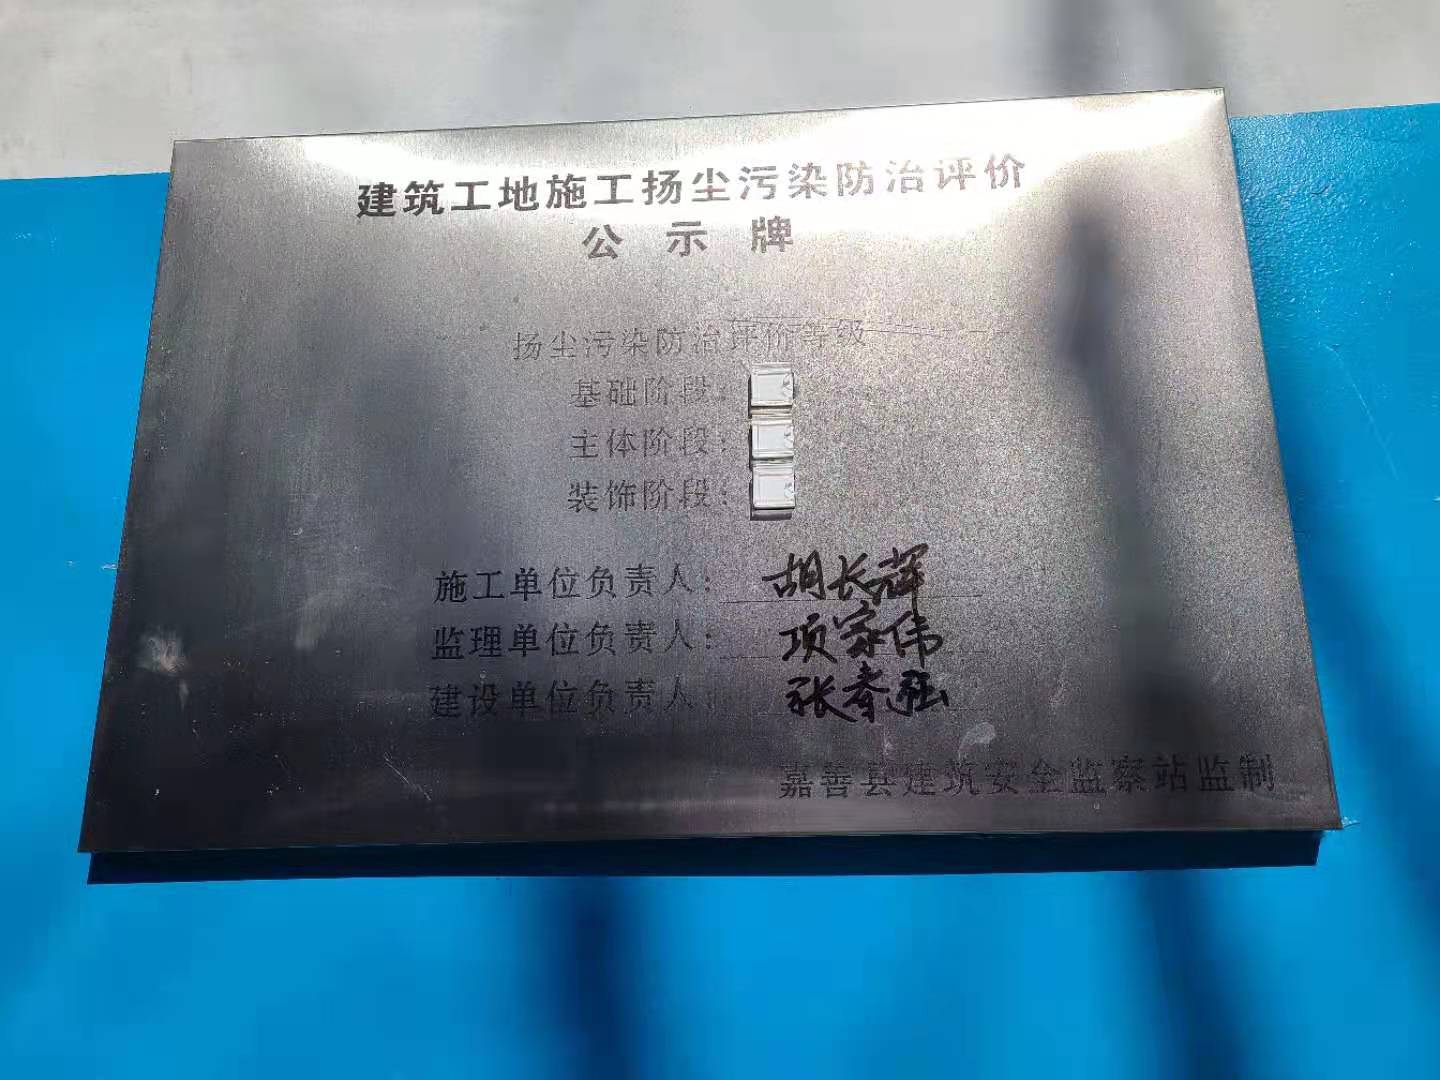 建筑工地施工扬尘污染防治评价
公示牌
扬尘污染防治评价等级
基础阶段：
主体阶段：
装饰阶段：
施工单位负责人：胡长辉
监理单位负责人：项家伟
建设单位负责人：张春强
嘉善县建筑安全监察站监制